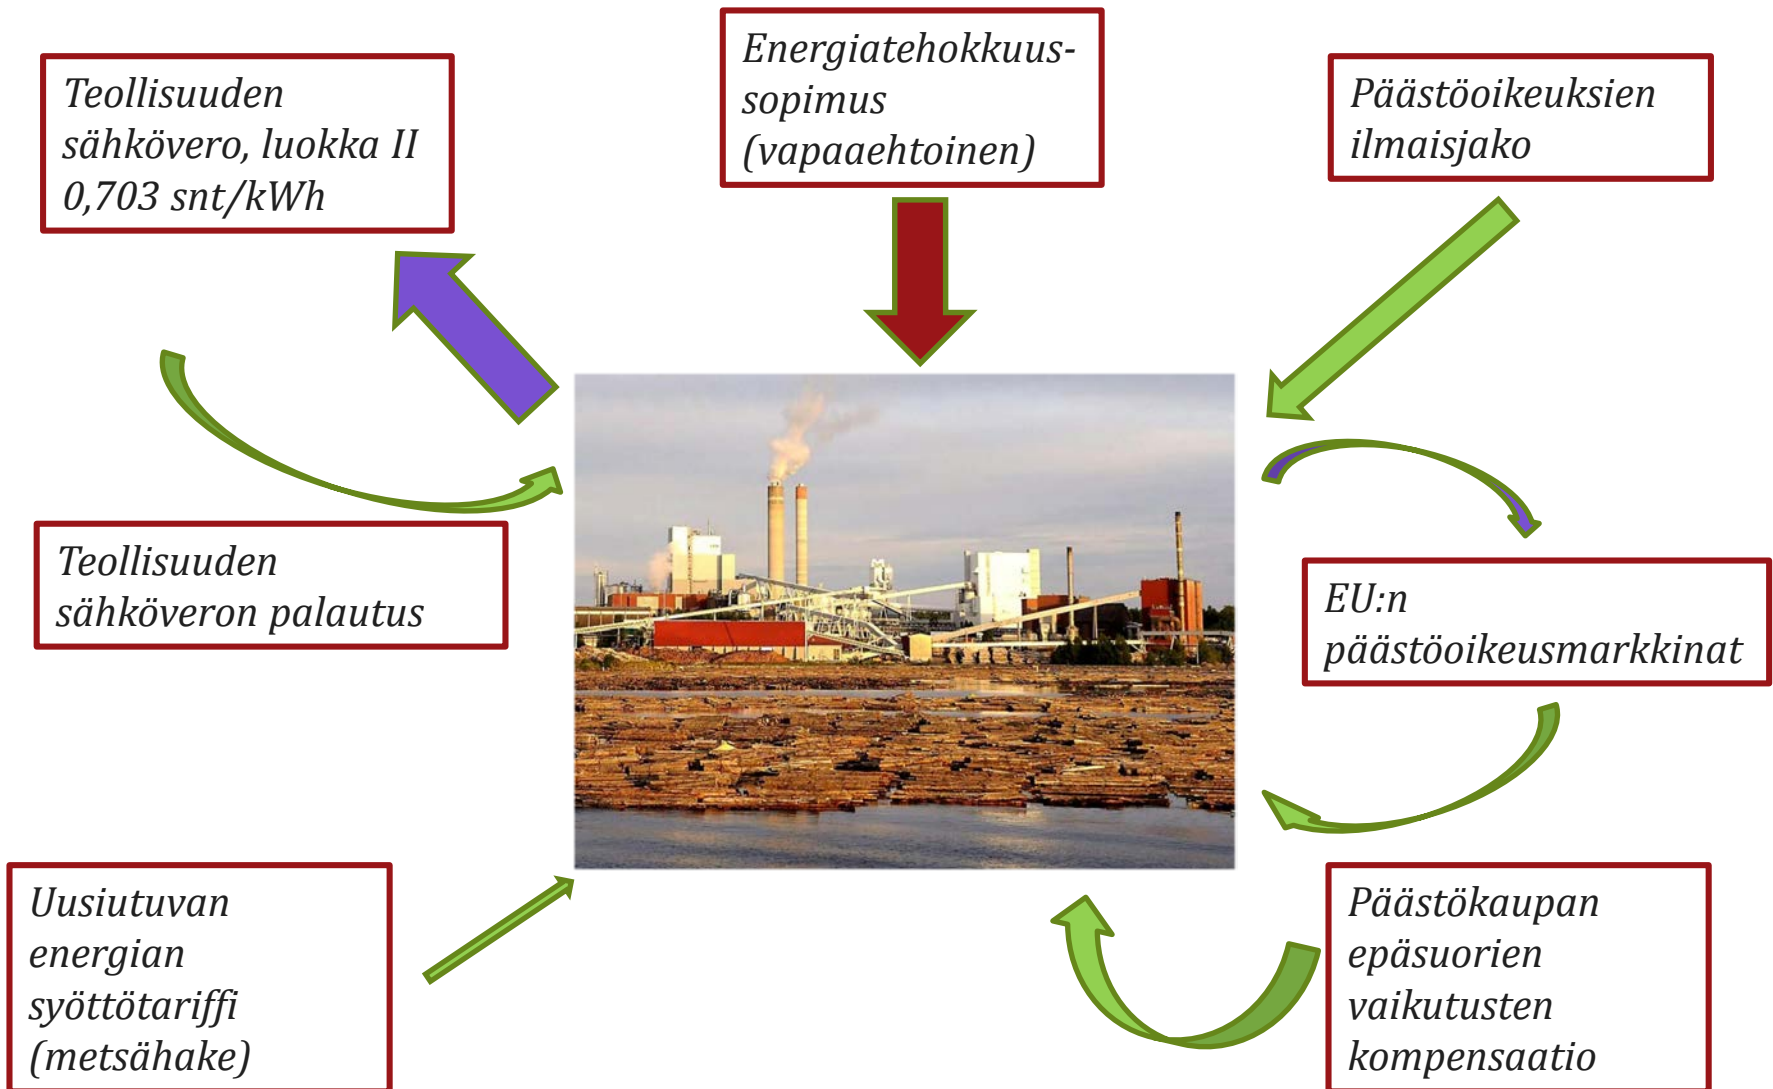 Teollisuuden
sähkövero, luokka II
0,703 snt/kWh
Energiatehokkuus-
sopimus
(vapaaehtoinen)
Päästöoikeuksien
ilmaisjako
Teollisuuden
sähköveron palautus
EU:n
päästöoikeusmarkkinat
Uusiutuvan
energian
syöttötariffi
(metsähake)
Päästökaupan
epäsuorien
vaikutusten
kompensaatio